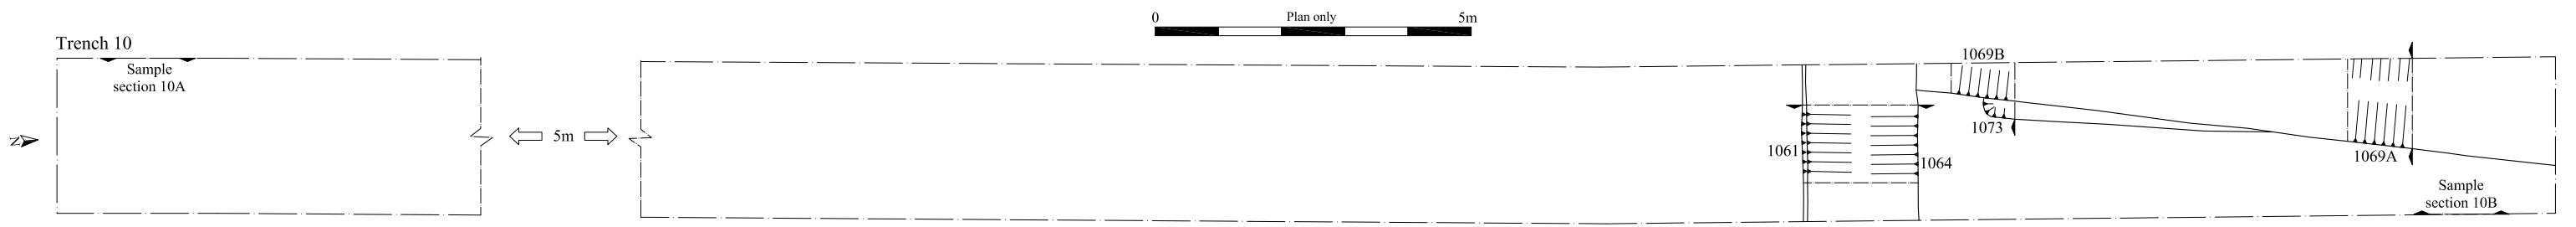 0 Plan only 5m
Trench 10
Sample
section 10A
N
5m
1069B
1073
1061
1064
1069A
Sample
section 10B